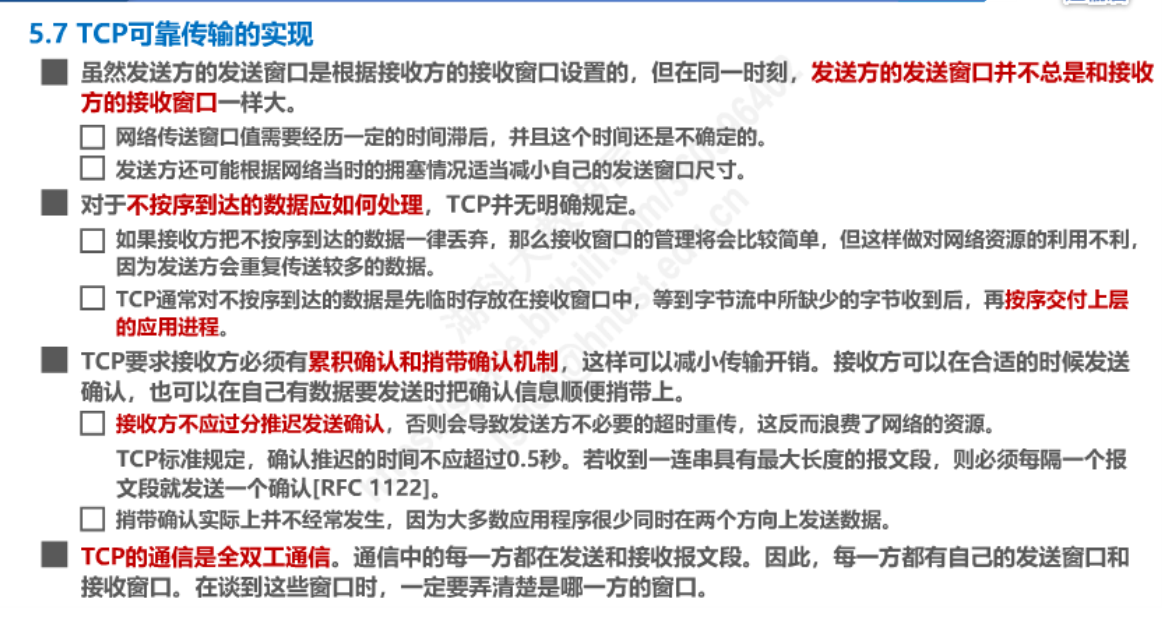 5.7 TCP可靠传输的实现
虽然发送方的发送窗口是根据接收方的接收窗口设置的，但在同一时刻，发送方的发送窗口并不总是和接收
方的接收窗口一样大。
网络传送窗口值需要经历一定的时间滞后，并且这个时间还是不确定的。
发送方还可能根据网络当时的拥塞情况适当减小自己的发送窗口尺寸。
对于不按序到达的数据应如何处理，TCP并无明确规定。
如果接收方把不按序到达的数据一律丢弃，那么接收窗口的管理将会比较简单，但这样做对网络资源的利用不利，
因为发送方会重复传送较多的数据。
TCP通常对不按序到达的数据是先临时存放在接收窗口中，等到字节流中所缺少的字节收到后，再按序交付上层
的应用进程。
TCP要求接收方必须有累积确认和捎带确认机制，这样可以减小传输开销。接收方可以在合适的时候发送
确认，也可以在自己有数据要发送时把确认信息顺便捎带上。
接收方不应过分推迟发送确认，否则会导致发送方不必要的超时重传，这反而浪费了网络的资源。
TCP标准规定，确认推迟的时间不应超过0.5秒。若收到一连串具有最大长度的报文段，则必须每隔一个报
文段就发送一个确认[RFC 1122]。
捎带确认实际上并不经常发生，因为大多数应用程序很少同时在两个方向上发送数据。
TCP的通信是全双工通信。通信中的每一方都在发送和接收报文段。因此，每一方都有自己的发送窗口和
接收窗口。在谈到这些窗口时，一定要弄清楚是哪一方的窗口。